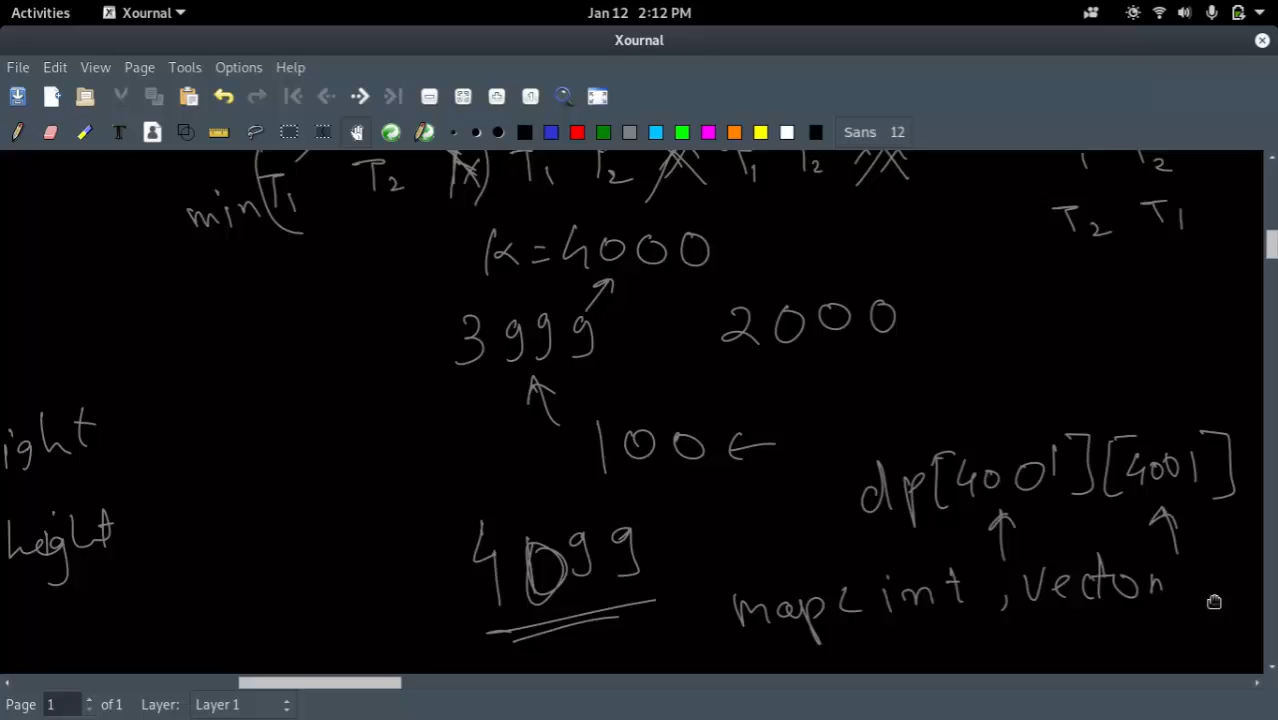 Activities Xournal Jan 12 2:12 PM
Xournal
File Edit View Page Tools Options Help
Sans 12
T₁ T₂ T₁ T₂ T₁ T₂ 1 T₂
min( T₂ T₁
K=4000
3999 2000
ight
100 ←
dp[4001][4001]
height
4099
map< int , vector
Page 1 of 1 Layer: Layer 1